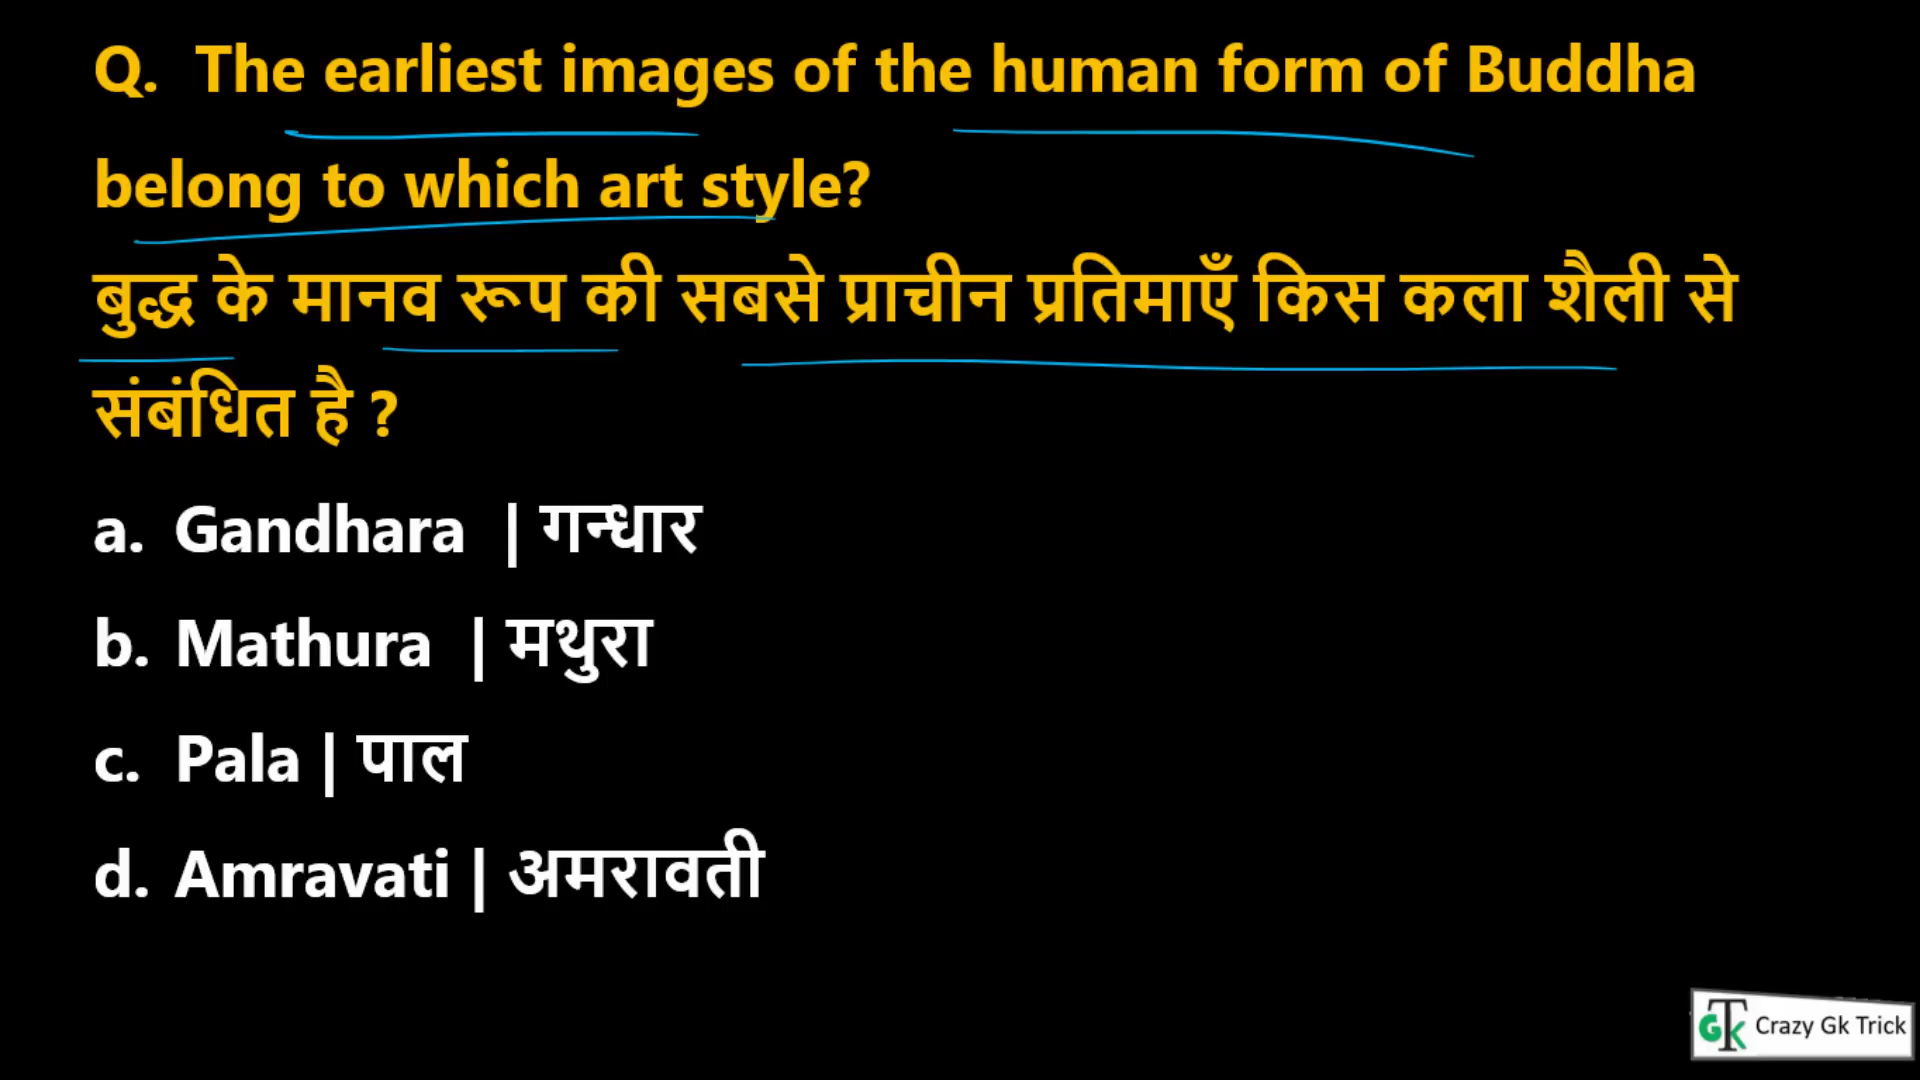 Q. The earliest images of the human form of Buddha
belong to which art style?
बुद्ध के मानव रूप की सबसे प्राचीन प्रतिमाएँ किस कला शैली से
संबंधित है ?
a. Gandhara | गन्धार
b. Mathura | मथुरा
c. Pala | पाल
d. Amravati | अमरावती
GTK Crazy Gk Trick